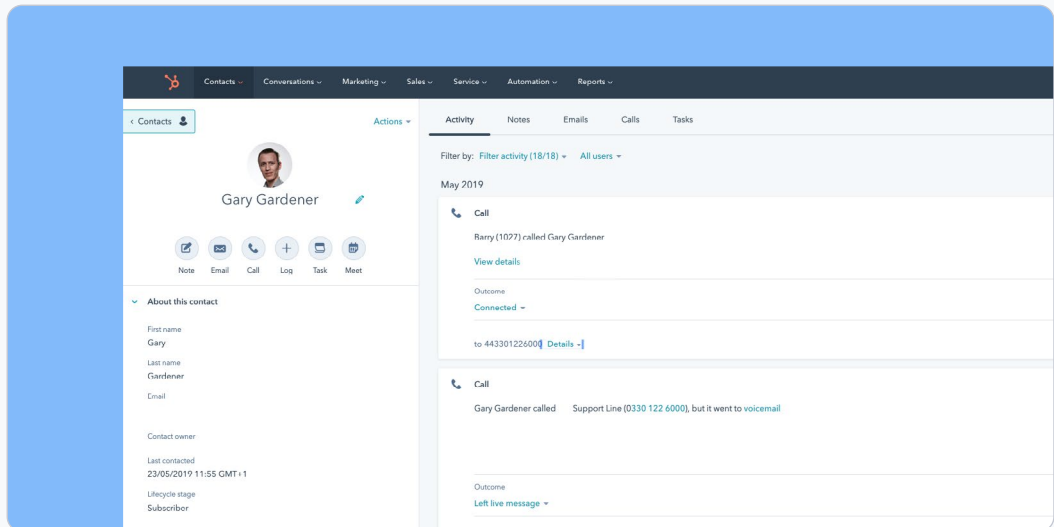 Contacts Conversations Marketing Sales Service Automation Reports
Contacts
Actions
Gary Gardener
Note Email Call Log Task Meet
About this contact
First name
Gary
Last name
Gardener
Email
Contact owner
Last contacted
23/05/2019 11:55 GMT+1
Lifecycle stage
Subscriber
Activity Notes Emails Calls Tasks
Filter by: Filter activity (18/18) All users
May 2019
Call
Barry (1027) called Gary Gardener
View details
Outcome
Connected
to 443301226000 Details
Call
Gary Gardener called Support Line (0330 122 6000), but it went to voicemail
Outcome
Left live message